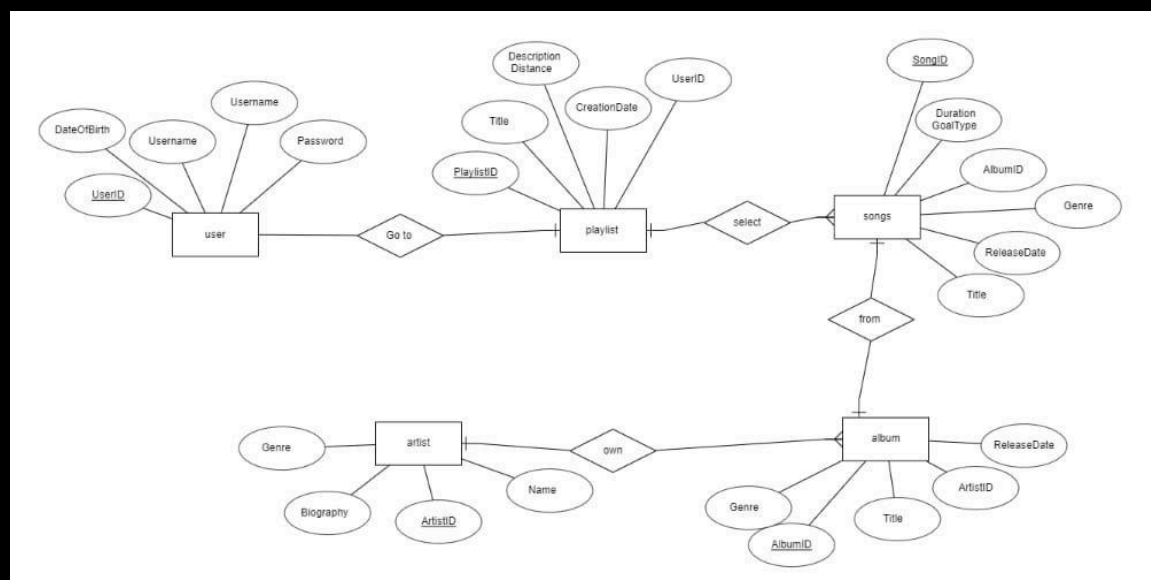 SongID
Description
Distance
UserID
Username
CreationDate
Duration
GoalType
DateOfBirth
Username
Title
Password
AlbumID
PlaylistID
UserID
Genre
user
Go to
playlist
select
songs
ReleaseDate
Title
from
Genre
artist
own
album
ReleaseDate
Name
ArtistID
Biography
ArtistID
Genre
Title
AlbumID